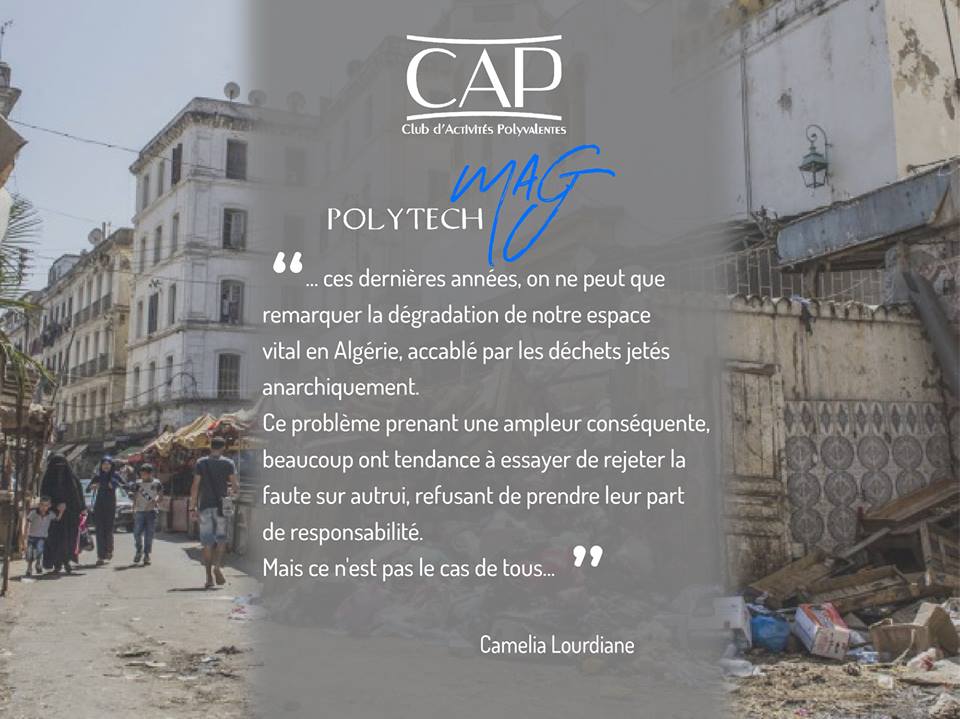 CAP
Club d'Activités Polyvalentes
MAG
POLYTECH
“... ces dernières années, on ne peut que
remarquer la dégradation de notre espace
vital en Algérie, accablé par les déchets jetés
anarchiquement.
Ce problème prenant une ampleur conséquente,
beaucoup ont tendance à essayer de rejeter la
faute sur autrui, refusant de prendre leur part
de responsabilité.
Mais ce n'est pas le cas de tous... ”
Camelia Lourdiane